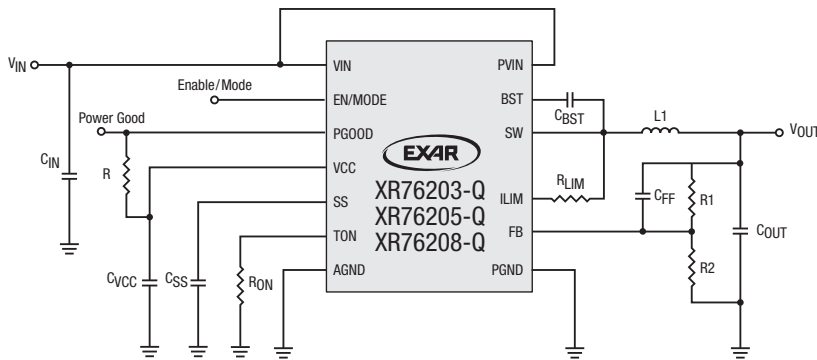 VIN
Enable/Mode
Power Good
CIN
R
CVCC
CSS
RON
VIN
EN/MODE
PGOOD
VCC
SS
TON
AGND
EXAR
XR76203-Q
XR76205-Q
XR76208-Q
PVIN
BST
SW
ILIM
FB
PGND
CBST
L1
VOUT
RLIM
CFF
R1
COUT
R2